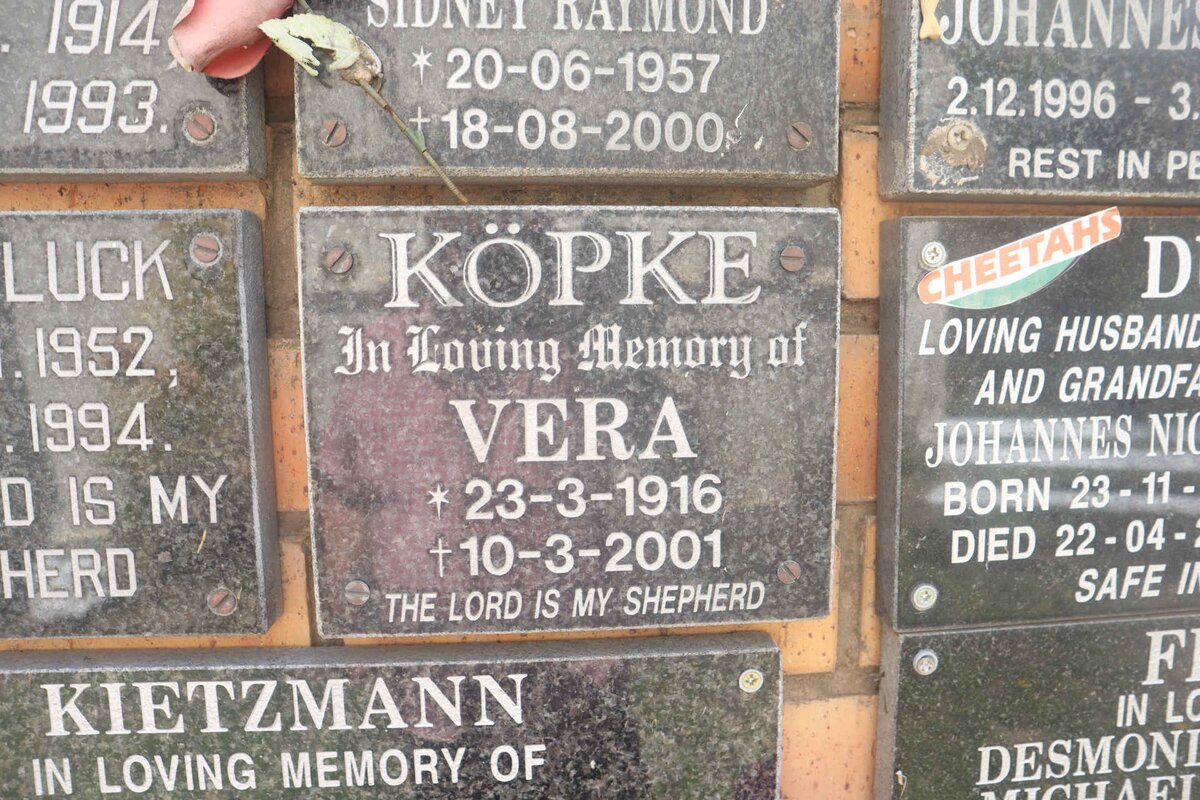 1914
1993.
SIDNEY RAYMOND
* 20-06-1957
† 18-08-2000
2.12.1996 -
REST IN
LUCK
1952,
1994.
IS MY
KÖPKE
In Loving Memory of
VERA
* 23-3-1916
† 10-3-2001
THE LORD IS MY SHEPHERD
CHEETAHS
LOVING HUSBAND
AND
JOHANNES
BORN 23-11-
DIED 22-04-
SAFE IN
KIETZMANN
IN LOVING MEMORY OF
IN